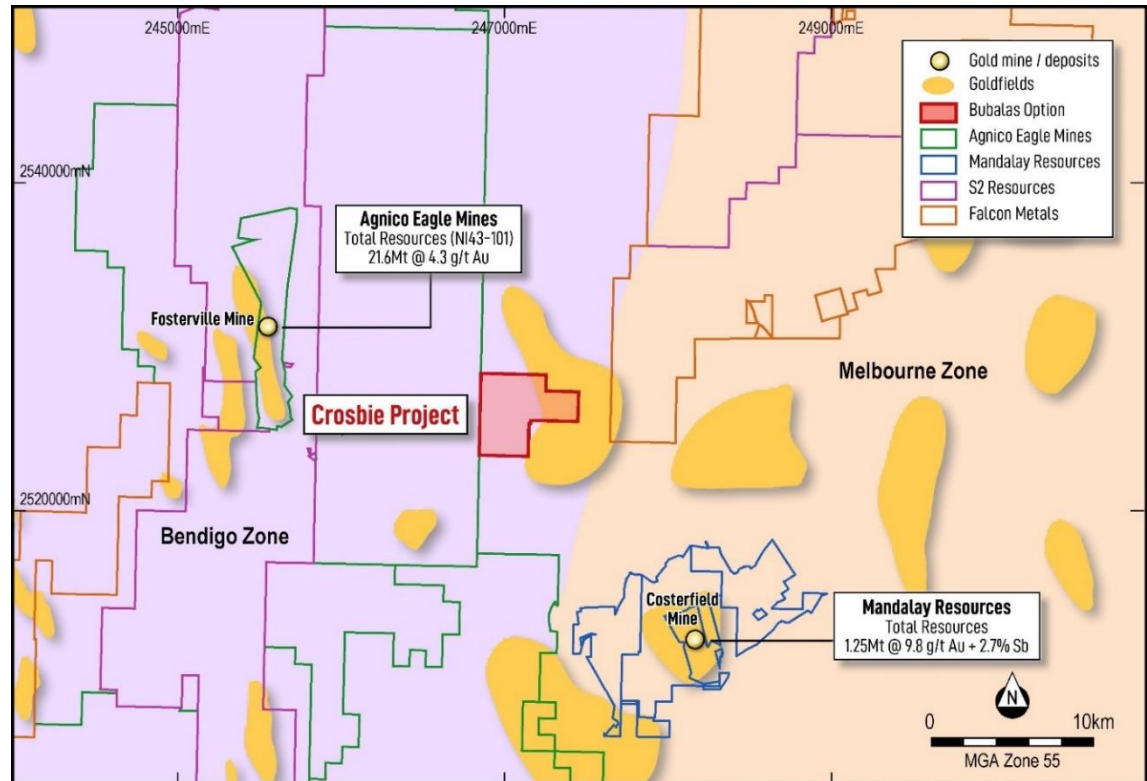 245000mE
247000mE
249000mE
2540000mN
2520000mN
Gold mine / deposits
Goldfields
Bubalas Option
Agnico Eagle Mines
Mandalay Resources
S2 Resources
Falcon Metals
Agnico Eagle Mines
Total Resources (NI43-101)
21.6Mt @ 4.3 g/t Au
Fosterville Mine
Crosbie Project
Melbourne Zone
Bendigo Zone
Costerfield
Mine
Mandalay Resources
Total Resources
1.25Mt @ 9.8 g/t Au + 2.7% Sb
N
0
10km
MGA Zone 55